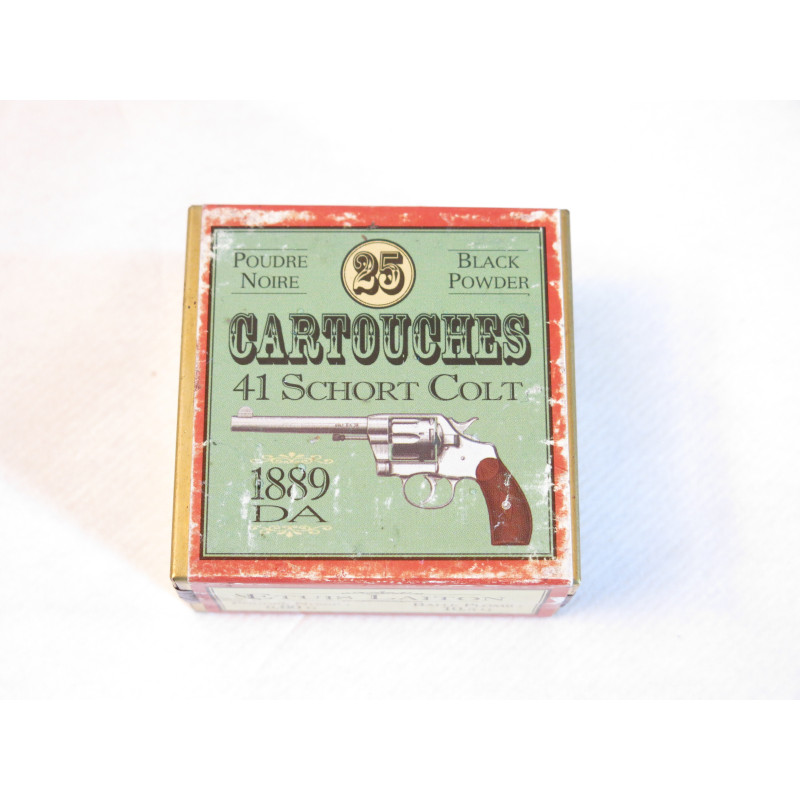 POUDRE NOIRE
25
BLACK POWDER
CARTOUCHES
41 SCHORT COLT
1889
DA